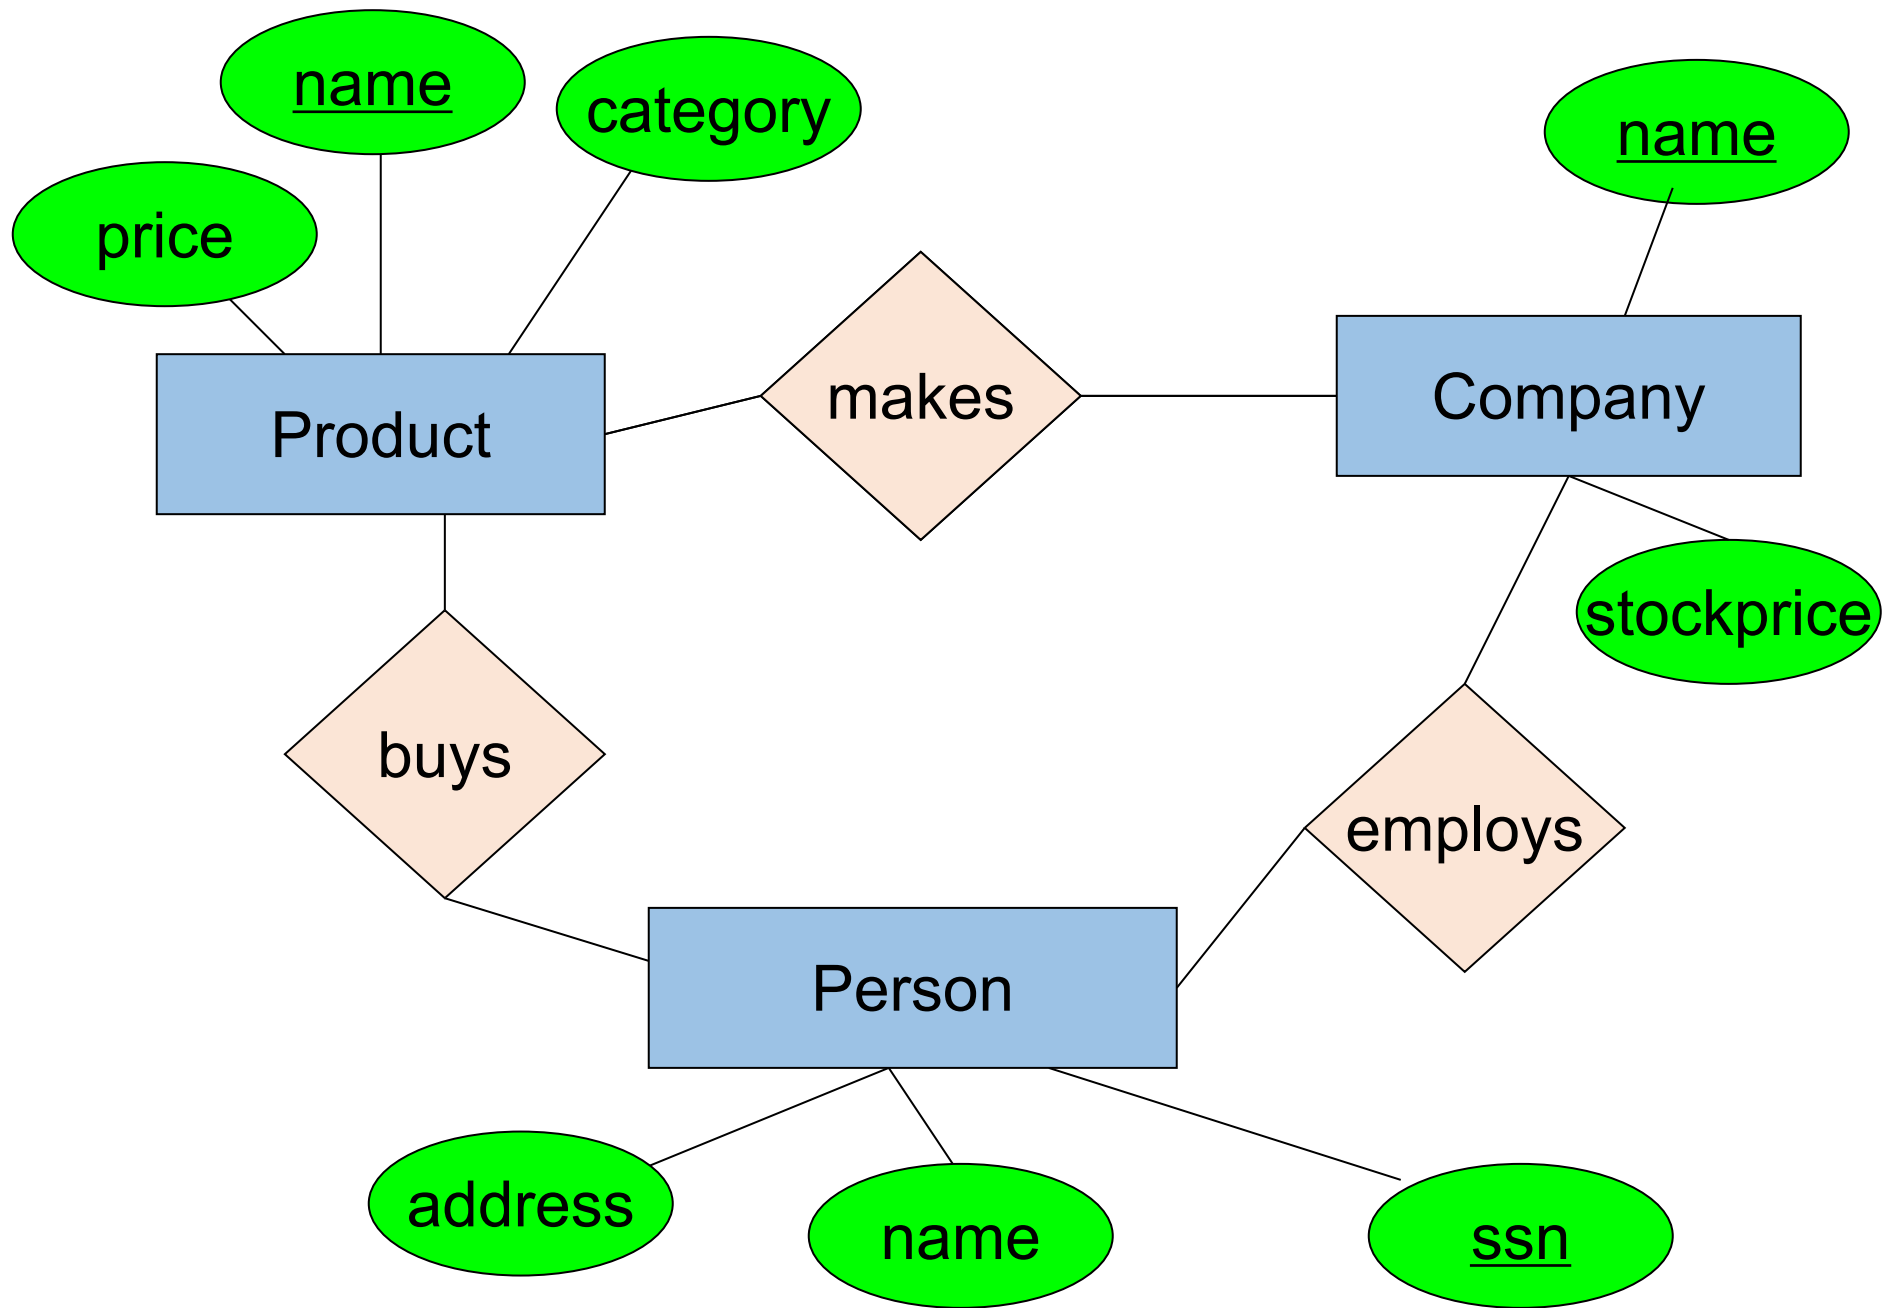 name
category
name
price
makes
Company
Product
stockprice
buys
employs
Person
address
name
ssn